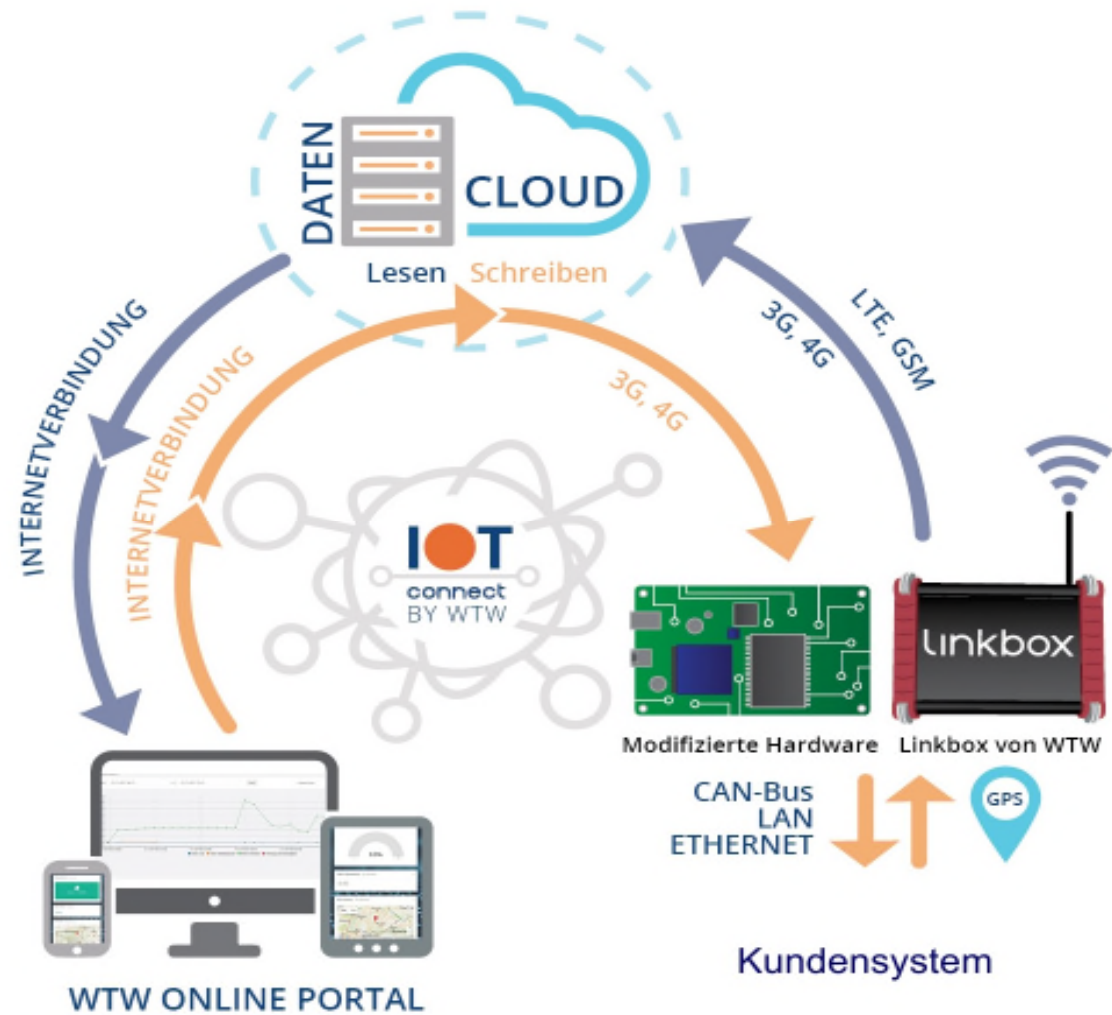 DATEN
CLOUD
Lesen Schreiben
INTERNETVERBINDUNG
INTERNETVERBINDUNG
3G, 4G
3G, 4G
LTE, GSM
IOT
connect
BY WTW
Linkbox
Modifizierte Hardware
Linkbox von WTW
CAN-Bus
LAN
ETHERNET
GPS
Kundensystem
WTW ONLINE PORTAL